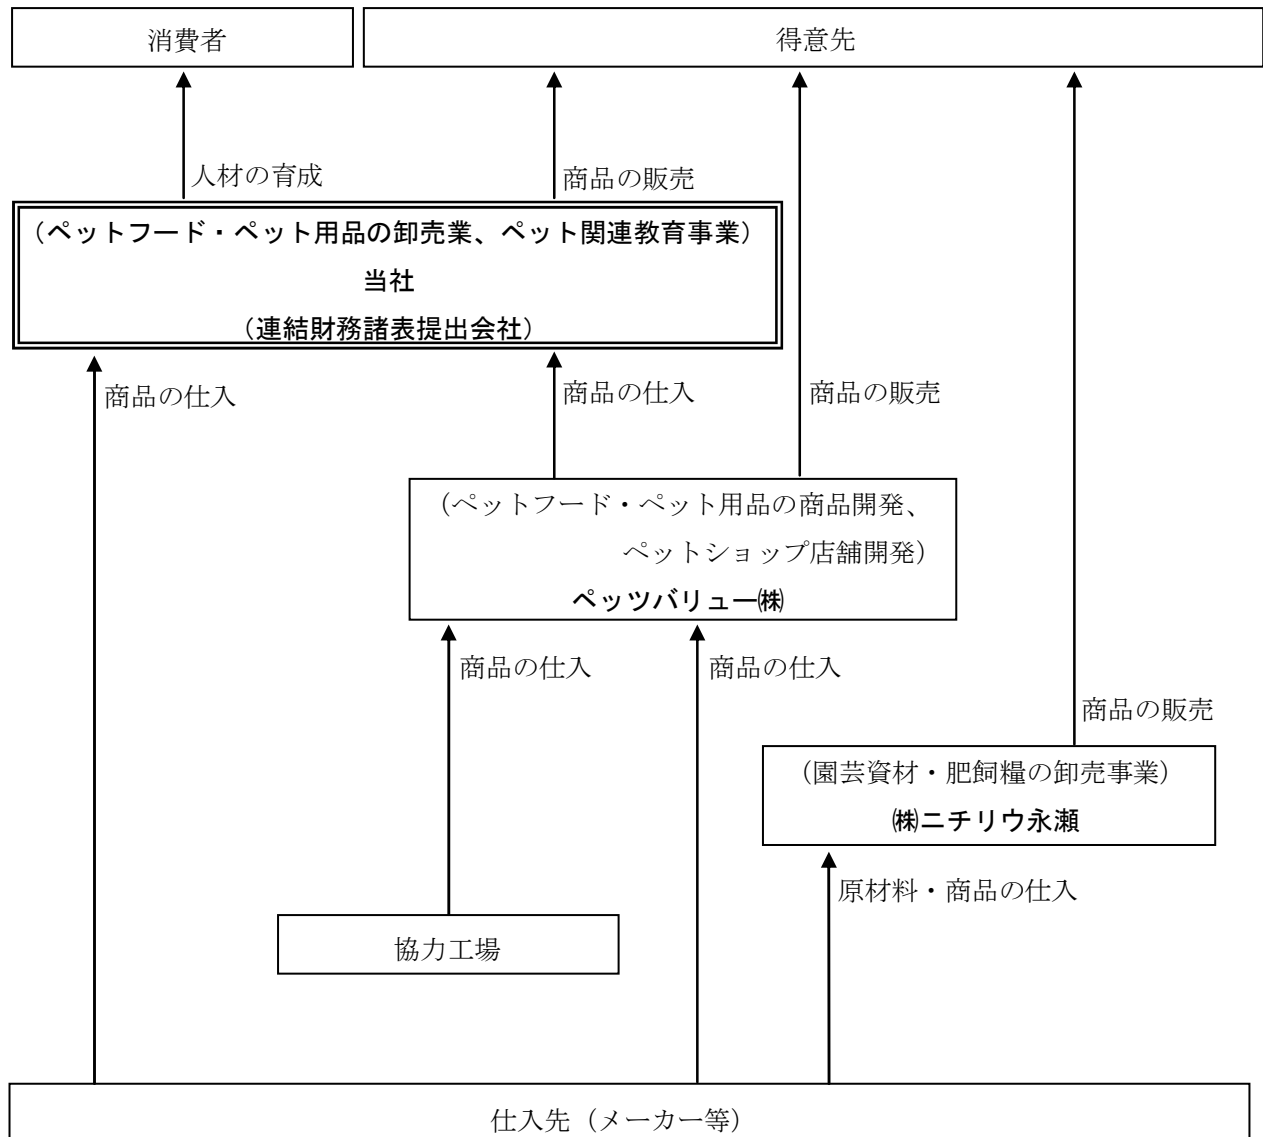 消費者
得意先
人材の育成
商品の販売
(ペットフード・ペット用品の卸売業、ペット関連教育事業)
当社
(連結財務諸表提出会社)
商品の仕入
商品の仕入
商品の販売
(ペットフード・ペット用品の商品開発、
ペットショップ店舗開発)
ペッツバリュー㈱
商品の仕入
商品の仕入
商品の販売
(園芸資材・肥飼糧の卸売事業)
㈱ニチリウ永瀬
原材料・商品の仕入
協力工場
仕入先(メーカー等)